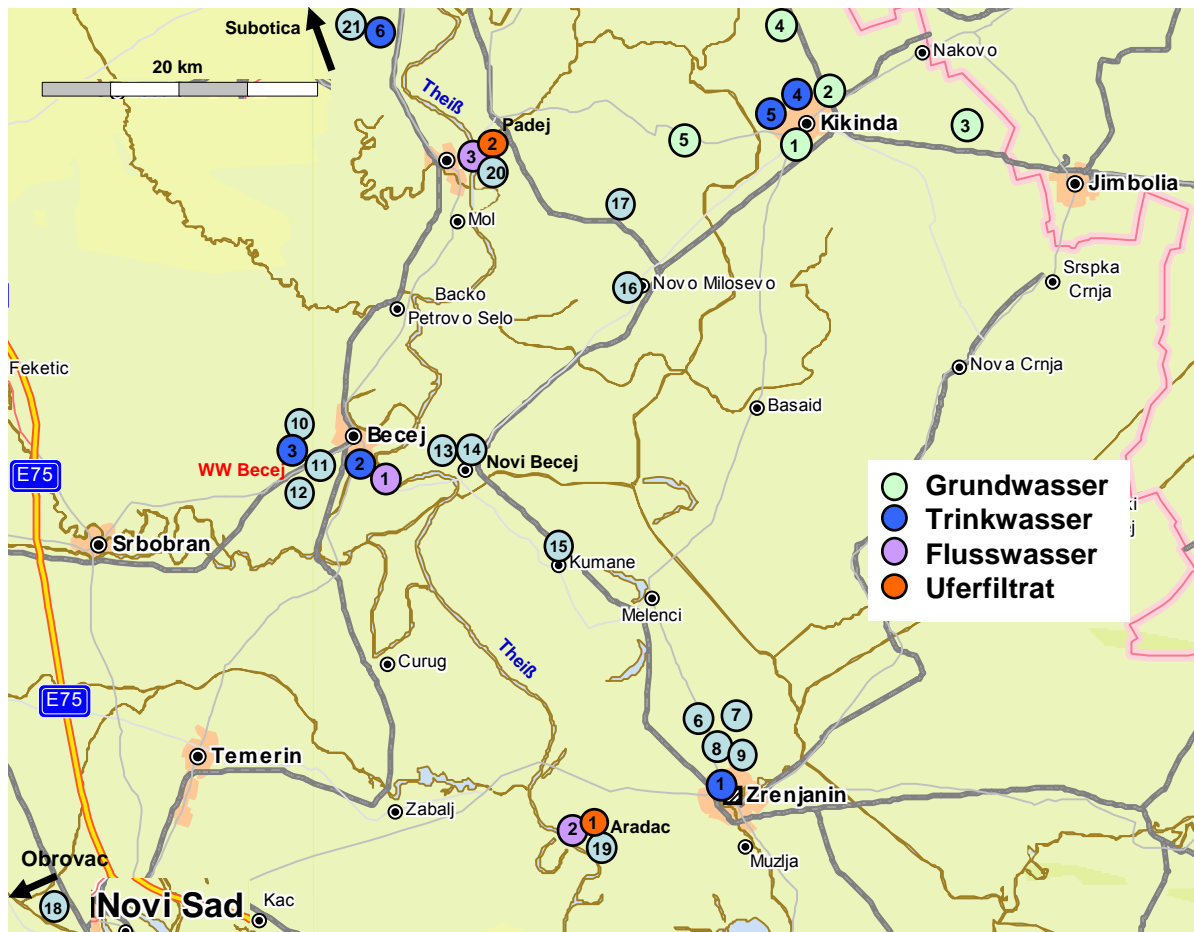 Subotica
21
6
4
Nakovo
20 km
Theiß
4
2
5
Kikinda
3
Padej
2
3
5
1
20
Jimbolia
17
Mol
Srspka
Crnja
16
Novo Milosevo
Backo
Petrovo Selo
Feketic
Nova Crnja
Basaid
10
Becej
3
13
14
WW Becej
11
2
1
Novi Becej
E75
12
Grundwasser
Trinkwasser
Flusswasser
Uferfiltrat
ki
ej
Srbobran
15
Kumane
Melenci
Theiß
Curug
E75
6
7
8
9
Temerin
1
Zrenjanin
Zabalj
2
1
Aradac
19
Muzlja
Obrovac
18
Novi Sad
Kac